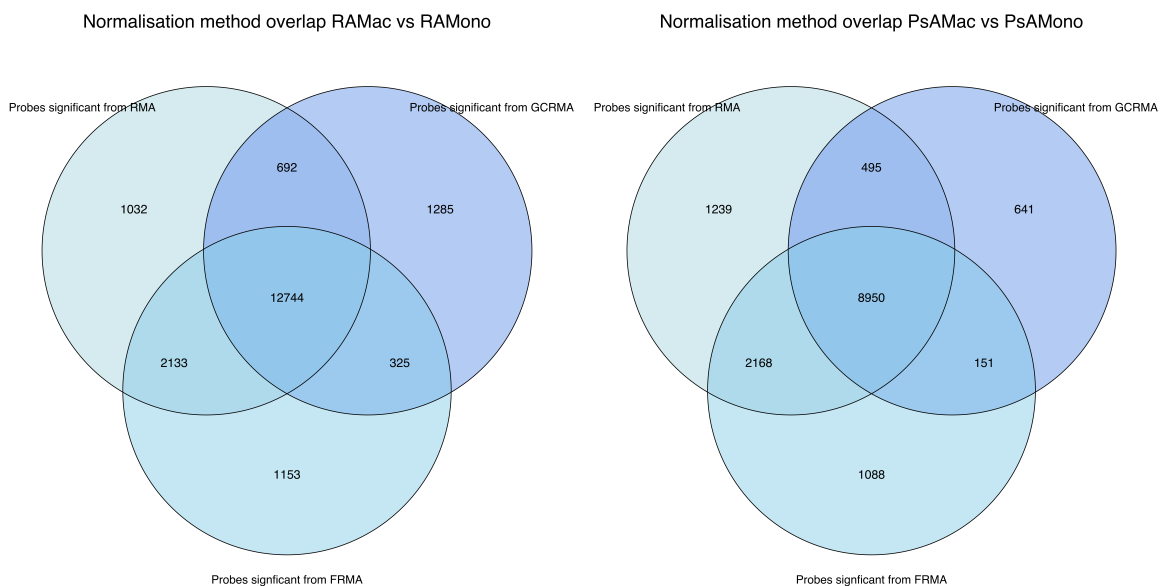 Normalisation method overlap RAMac vs RAMono
Probes significant from RMA
Probes significant from GCRMA
692
1032
1285
12744
2133
325
1153
Probes signficant from FRMA
Normalisation method overlap PsAMac vs PsAMono
Probes significant from RMA
Probes significant from GCRMA
495
1239
641
8950
2168
151
1088
Probes signficant from FRMA